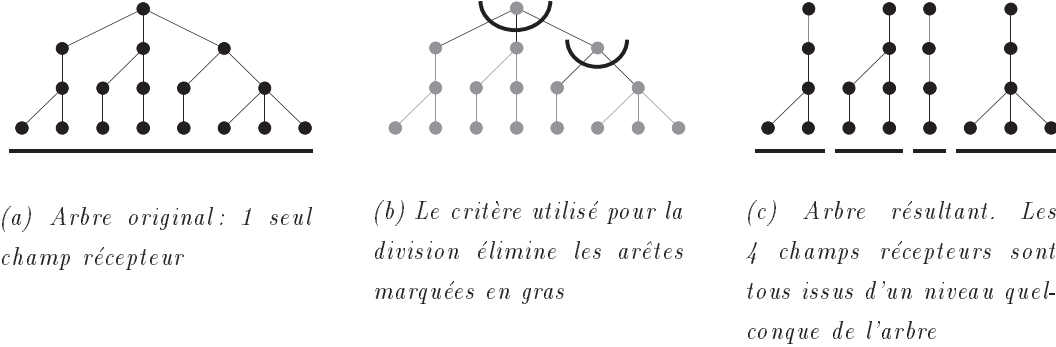 (a) Arbre original: 1 seul
champ récepteur
(b) Le critère utilisé pour la
division élimine les arêtes
marquées en gras
(c) Arbre résultant. Les
4 champs récepteurs sont
tous issus d'un niveau quel-
conque de l'arbre